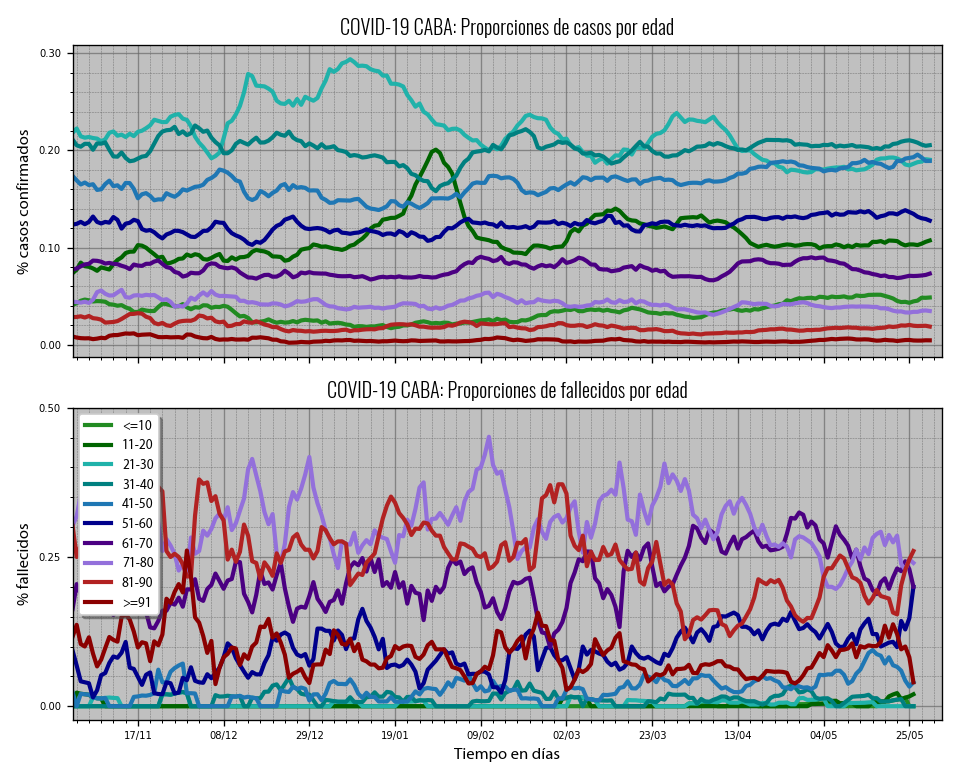 COVID-19 CABA: Proporciones de casos por edad
% casos confirmados
0.30
0.20
0.10
0.00
COVID-19 CABA: Proporciones de fallecidos por edad
% fallecidos
0.50
0.25
0.00
<=10
11-20
21-30
31-40
41-50
51-60
61-70
71-80
81-90
>=91
17/11 08/12 29/12 19/01 09/02 02/03 23/03 13/04 04/05 25/05
Tiempo en días